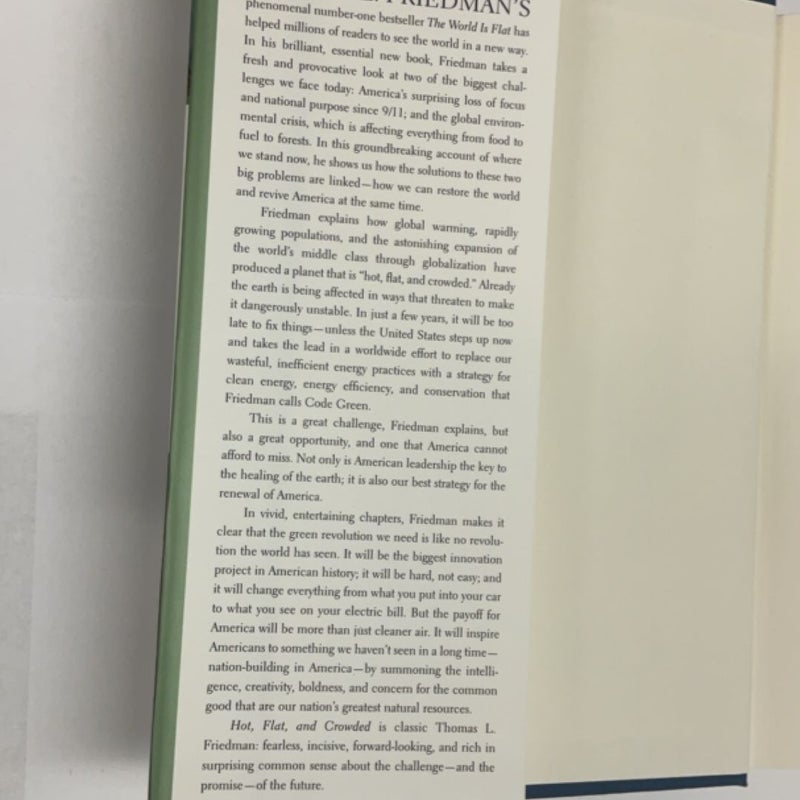 FRIEDMAN'S
phenomenal number-one bestseller The World Is Flat has
helped millions of readers to see the world in a new way.
In his brilliant, essential new book, Friedman takes a
fresh and provocative look at two of the biggest chal-
lenges we face today: America's surprising loss of focus
and national purpose since 9/11; and the global environ-
mental crisis, which is affecting everything from food to
fuel to forests. In this groundbreaking account of where
we stand now, he shows us how the solutions to these two
big problems are linked—how we can restore the world
and revive America at the same time.
Friedman explains how global warming, rapidly
growing populations, and the astonishing expansion of
the world's middle class through globalization have
produced a planet that is "hot, flat, and crowded." Already
the earth is being affected in ways that threaten to make
it dangerously unstable. In just a few years, it will be too
late to fix things—unless the United States steps up now
and takes the lead in a worldwide effort to replace our
wasteful, inefficient energy practices with a strategy for
clean energy, energy efficiency, and conservation that
Friedman calls Code Green.
This is a great challenge, Friedman explains, but
also a great opportunity, and one that America cannot
afford to miss. Not only is American leadership the key to
the healing of the earth; it is also our best strategy for the
renewal of America.
In vivid, entertaining chapters, Friedman makes it
clear that the green revolution we need is like no revolu-
tion the world has seen. It will be the biggest innovation
project in American history; it will be hard, not easy; and
it will change everything from what you put into your car
to what you see on your electric bill. But the payoff for
America will be more than just cleaner air. It will inspire
Americans to something we haven't seen in a long time—
nation-building in America—by summoning the intelli-
gence, creativity, boldness, and concern for the common
good that are our nation's greatest natural resources.
Hot, Flat, and Crowded is classic Thomas L.
Friedman: fearless, incisive, forward-looking, and rich in
surprising common sense about the challenge—and the
promise—of the future.